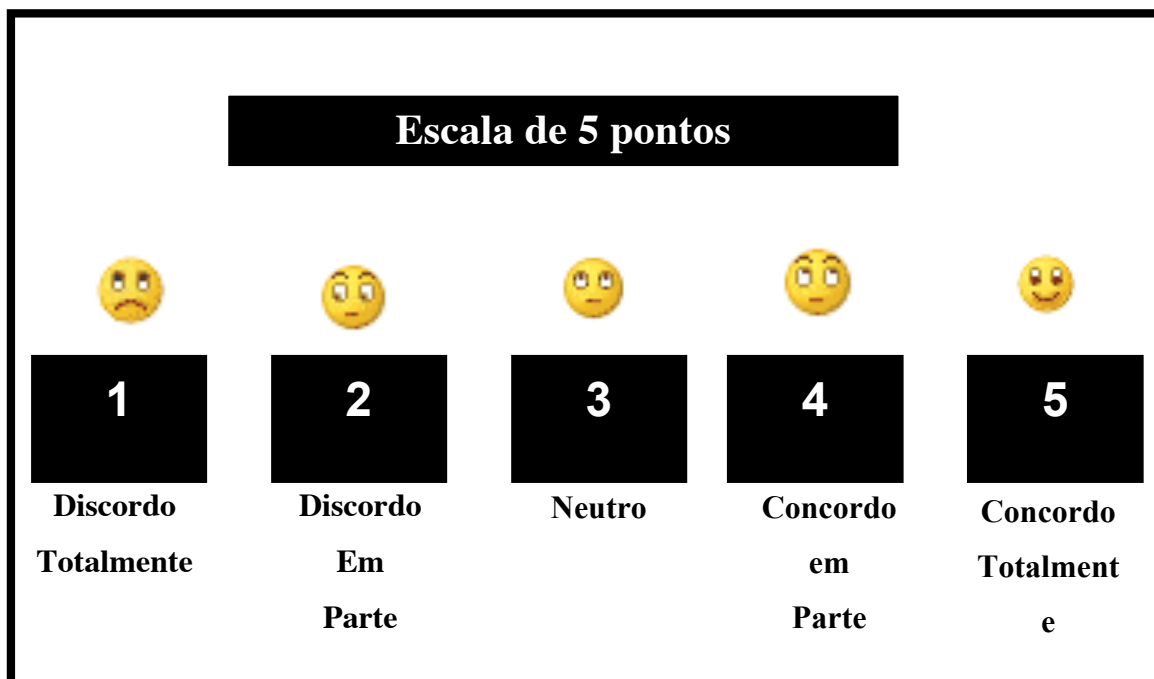 Escala de 5 pontos
1 2 3 4 5
Discordo Discordo Neutro Concordo Concordo
Totalmente Em em Totalment
Parte Parte e